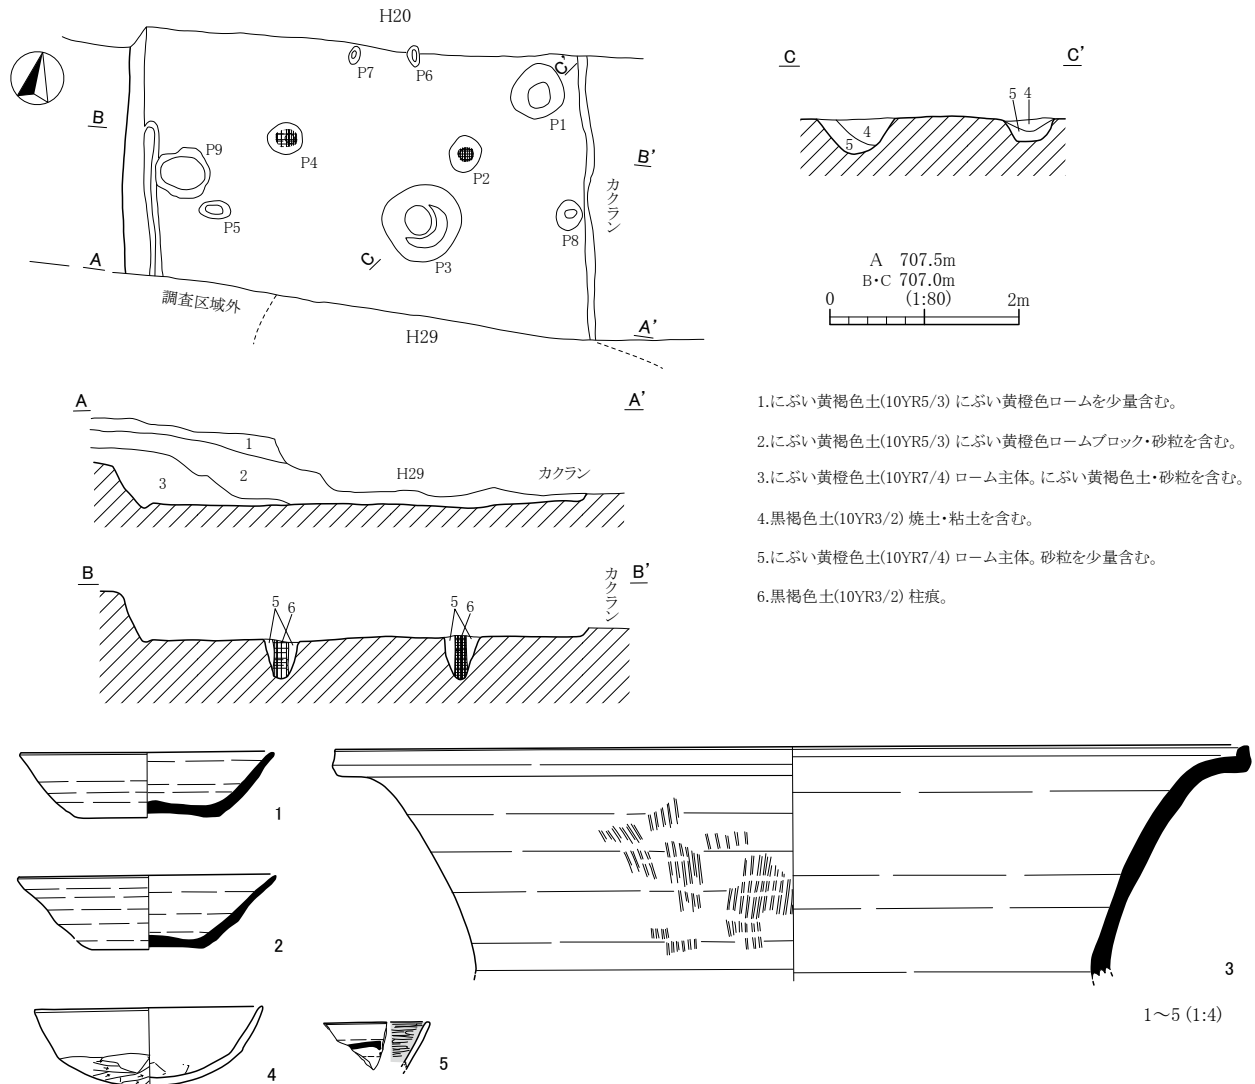 H20
P7
P6
C'
P1
B
P4
P9
P2
B'
カクラン
P5
P8
A
C
P3
調査区域外
H29
A'
C
C'
5 4
4
5
A 707.5m
B・C 707.0m
0 (1:80) 2m
A
A'
1
2
3
H29
カクラン
B
B'
カクラン
5 6
5 6
1.にぶい黄褐色土(10YR5/3) にぶい黄橙色ロームを少量含む。
2.にぶい黄褐色土(10YR5/3) にぶい黄橙色ロームブロック・砂粒を含む。
3.にぶい黄橙色土(10YR7/4) ローム主体。にぶい黄褐色土・砂粒を含む。
4.黒褐色土(10YR3/2) 焼土・粘土を含む。
5.にぶい黄橙色土(10YR7/4) ローム主体。砂粒を少量含む。
6.黒褐色土(10YR3/2) 柱痕。
1
2
3
4
5
1～5 (1:4)